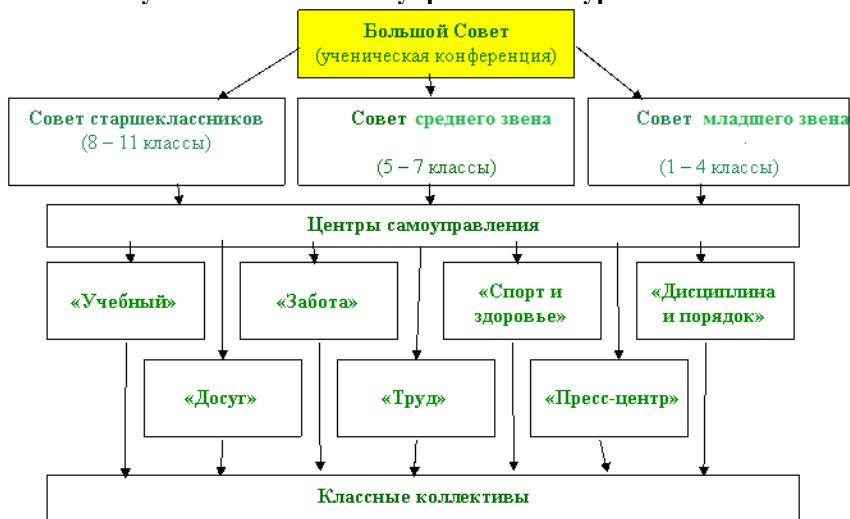 Большой Совет
(ученическая конференция)
Совет старшеклассников
(8 – 11 классы)
Совет среднего звена
(5 – 7 классы)
Совет младшего звена
(1 – 4 классы)
Центры самоуправления
«Учебный»
«Забота»
«Спорт и
здоровье»
«Дисциплина
и порядок»
«Досуг»
«Труд»
«Пресс-центр»
Классные коллективы